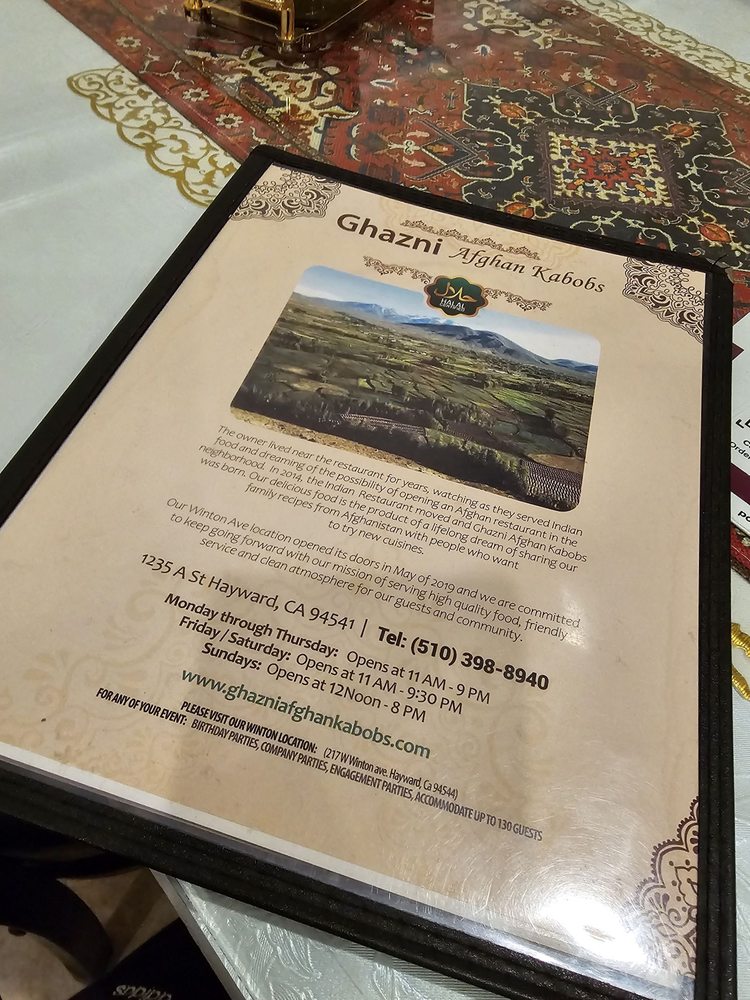 Ghazni Afghan Kabobs
حلال
HALAL
The owner lived near the restaurant for years, watching as they served Indian
food and dreaming of the possibility of opening an Afghan restaurant in the
neighborhood. In 2014, the Indian Restaurant moved and Ghazni Afghan Kabobs
was born. Our delicious food is the product of a lifelong dream of sharing our
family recipes from Afghanistan with people who want
to try new cuisines.
Our Winton Ave location opened its doors in May of 2019 and we are committed
to keep going forward with our mission of serving high quality food, friendly
service and clean atmosphere for our guests and community.
1235 A St Hayward, CA 94541 | Tel: (510) 398-8940
Monday through Thursday: Opens at 11 AM - 9 PM
Friday / Saturday: Opens at 11 AM - 9:30 PM
Sundays: Opens at 12Noon - 8 PM
www.ghazniafghankabobs.com
PLEASE VISIT OUR WINTON LOCATION: (217 W Winton ave. Hayward, Ca 94544)
FOR ANY OF YOUR EVENT: BIRTHDAY PARTIES, COMPANY PARTIES, ENGAGEMENT PARTIES, ACCOMMODATE UP TO 130 GUESTS